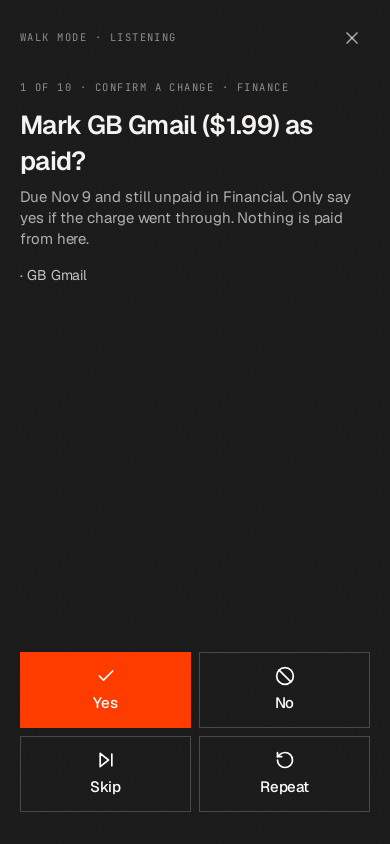 WALK MODE · LISTENING
1 OF 10 · CONFIRM A CHANGE · FINANCE
Mark GB Gmail ($1.99) as
paid?
Due Nov 9 and still unpaid in Financial. Only say
yes if the charge went through. Nothing is paid
from here.
· GB Gmail
Yes
No
Skip
Repeat